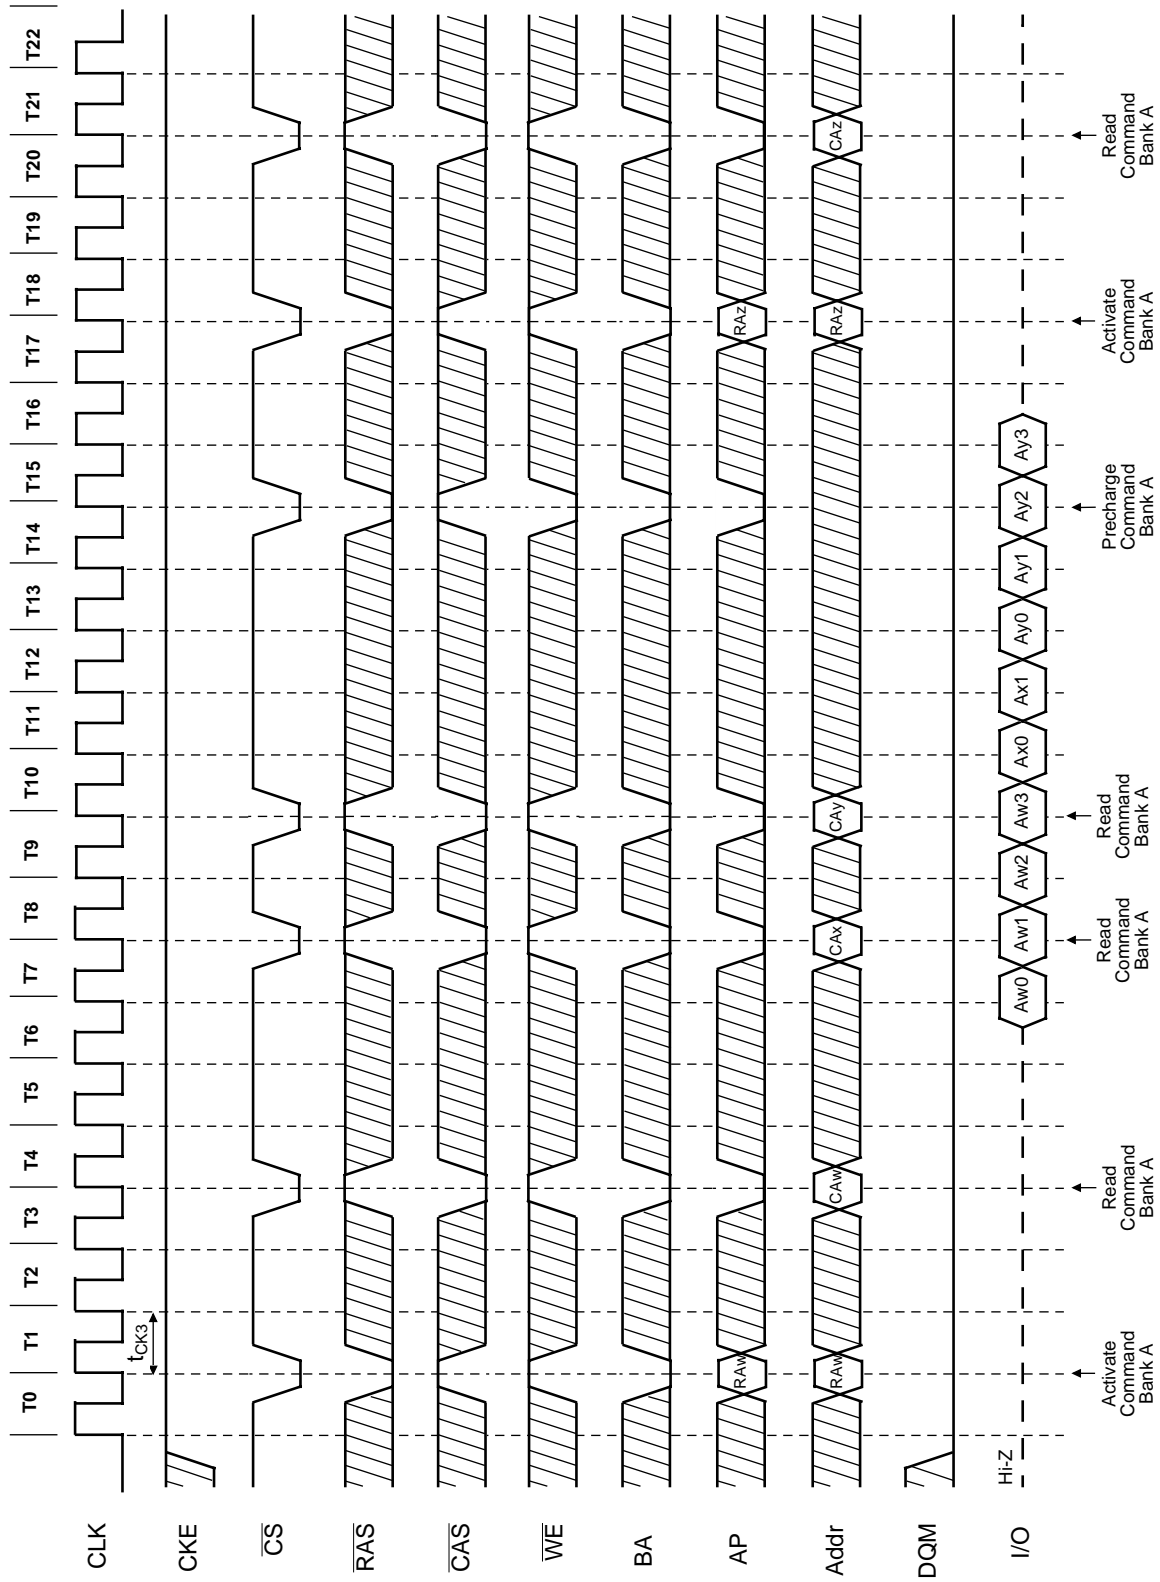 T0 T1 T2 T3 T4 T5 T6 T7 T8 T9 T10 T11 T12 T13 T14 T15 T16 T17 T18 T19 T20 T21 T22
CLK
tCK3
CKE
CS
RAS
CAS
WE
BA
AP
RAw RAz
Addr
RAw CAw CAx CAy RAz CAz
DQM
Hi-Z
I/O
Aw0 Aw1 Aw2 Aw3 Ax0 Ax1 Ay0 Ay1 Ay2 Ay3
Activate
Command
Bank A
Read
Command
Bank A
Read
Command
Bank A
Read
Command
Bank A
Precharge
Command
Bank A
Activate
Command
Bank A
Read
Command
Bank A